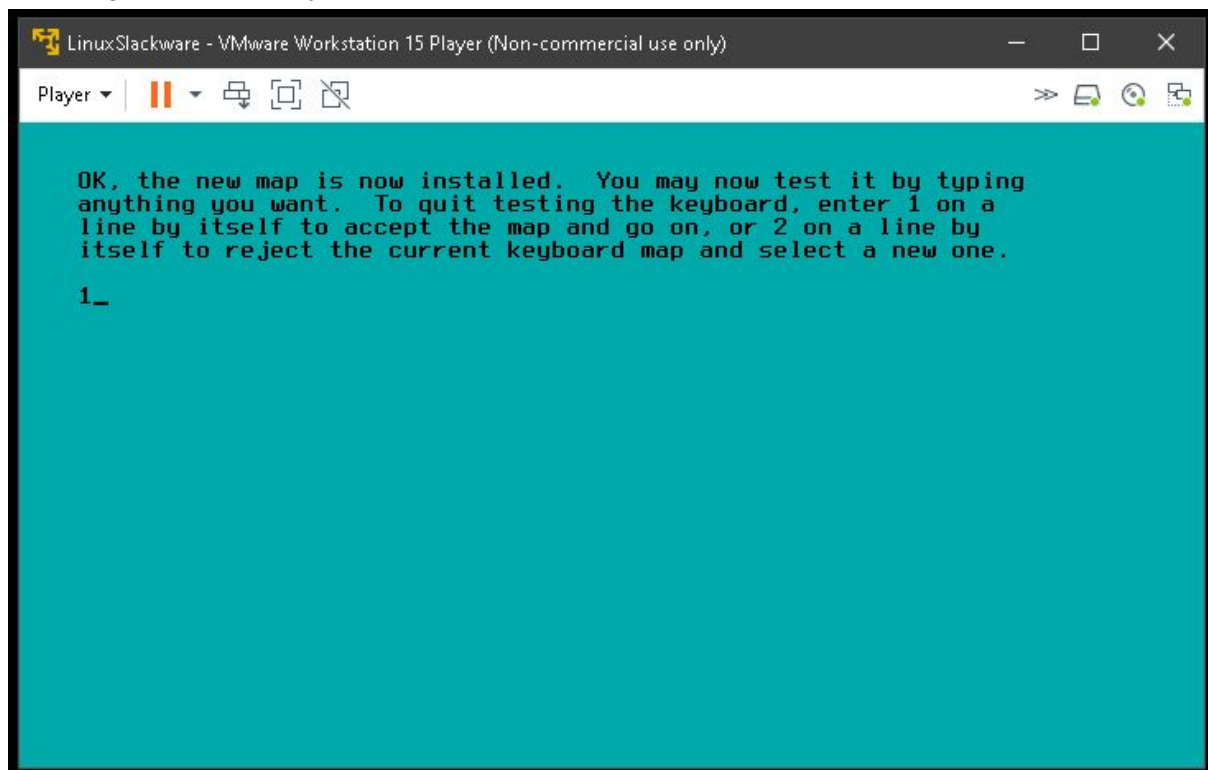 LinuxSlackware - VMware Workstation 15 Player (Non-commercial use only)
Player
OK, the new map is now installed.  You may now test it by typing
anything you want.  To quit testing the keyboard, enter 1 on a
line by itself to accept the map and go on, or 2 on a line by
itself to reject the current keyboard map and select a new one.
1_